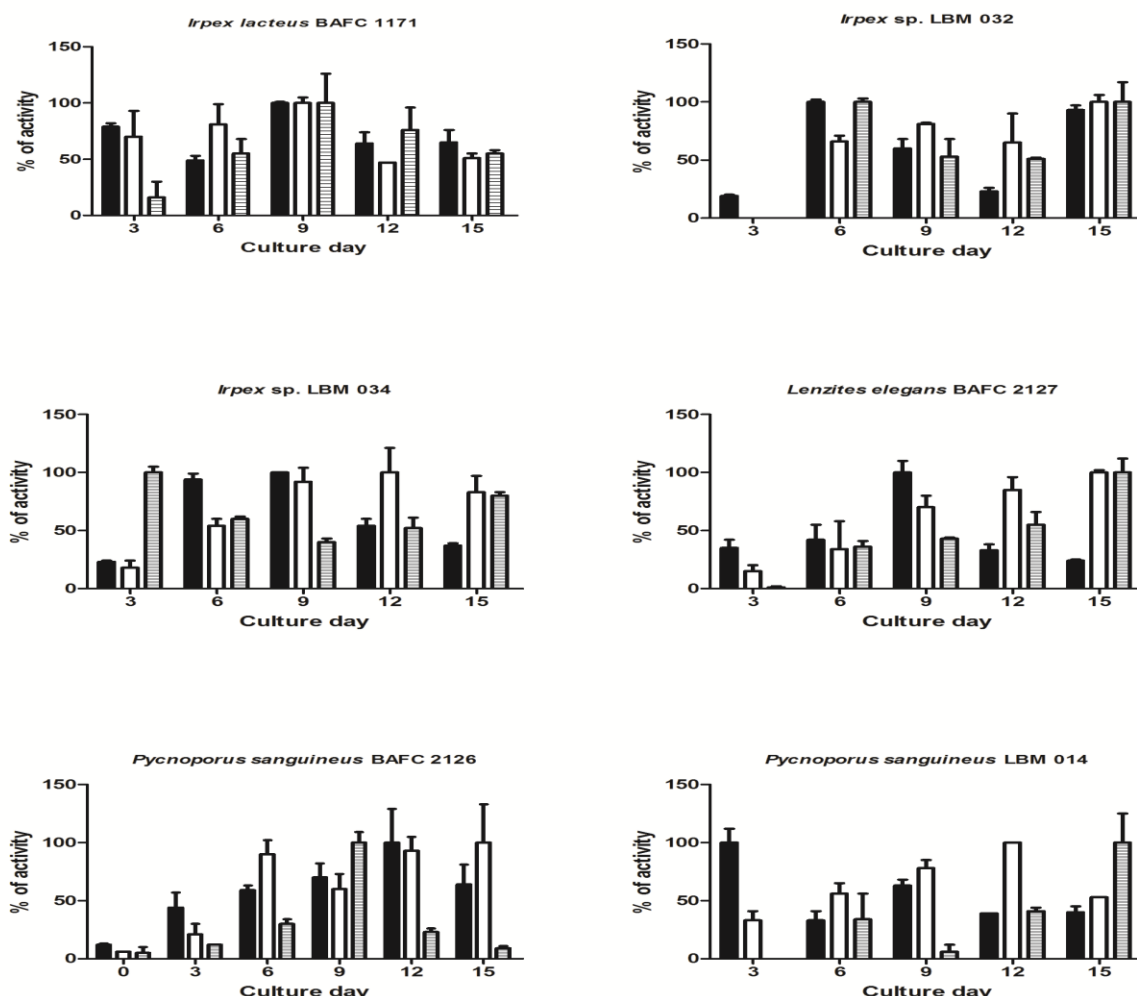 Irpex lacteus BAFC 1171
150
100
50
0
% of activity
3 6 9 12 15
Culture day
Irpex sp. LBM 032
150
100
50
0
% of activity
3 6 9 12 15
Culture day
Irpex sp. LBM 034
150
100
50
0
% of activity
3 6 9 12 15
Culture day
Lenzites elegans BAFC 2127
150
100
50
0
% of activity
3 6 9 12 15
Culture day
Pycnoporus sanguineus BAFC 2126
150
100
50
0
% of activity
0 3 6 9 12 15
Culture day
Pycnoporus sanguineus LBM 014
150
100
50
0
% of activity
3 6 9 12 15
Culture day